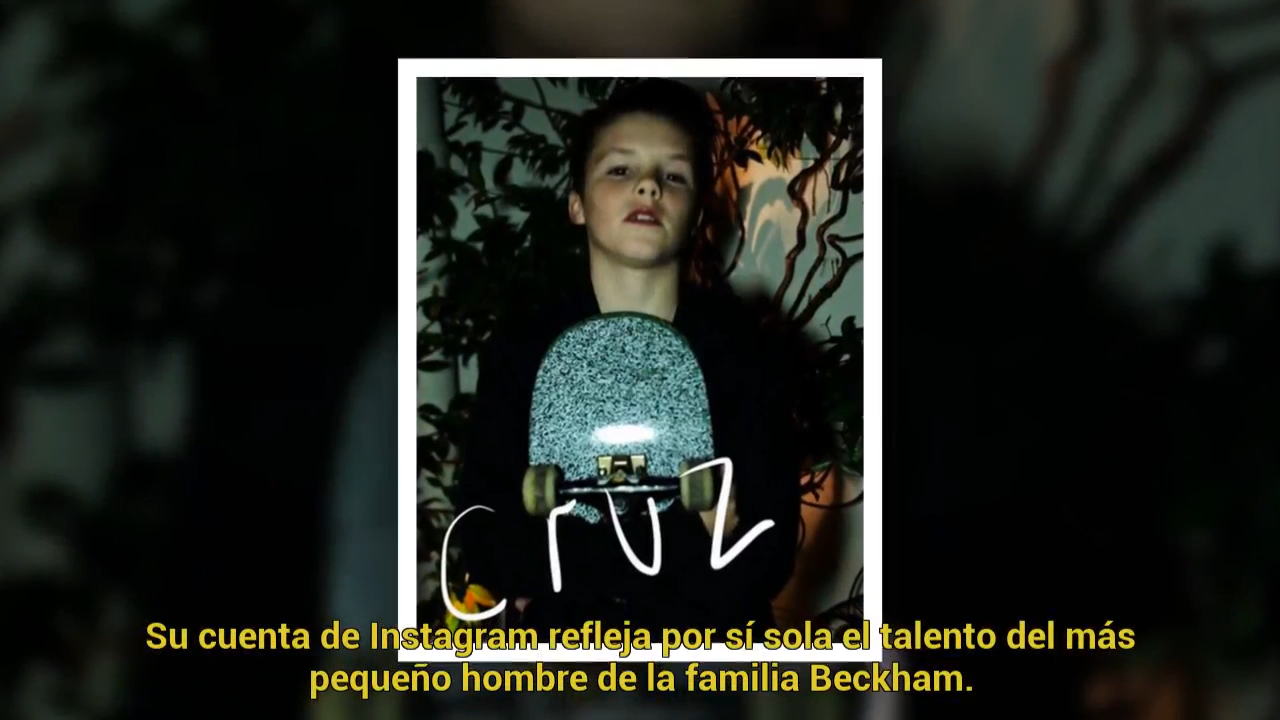 Cruz
Su cuenta de Instagram refleja por sí sola el talento del más
pequeño hombre de la familia Beckham.